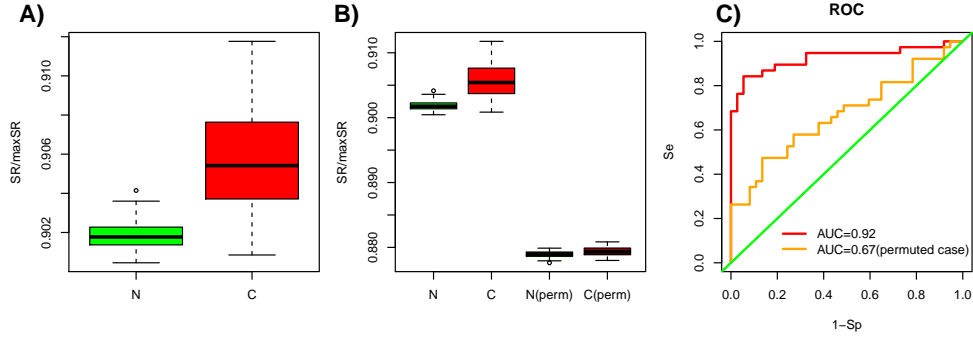 A)
SR/maxSR
0.910
0.906
0.902
N
C
B)
SR/maxSR
0.910
0.900
0.890
0.880
N
C
N(perm)
C(perm)
C)
ROC
Se
1.0
0.8
0.6
0.4
0.2
0.0
AUC=0.92
AUC=0.67(permuted case)
0.0
0.2
0.4
0.6
0.8
1.0
1−Sp